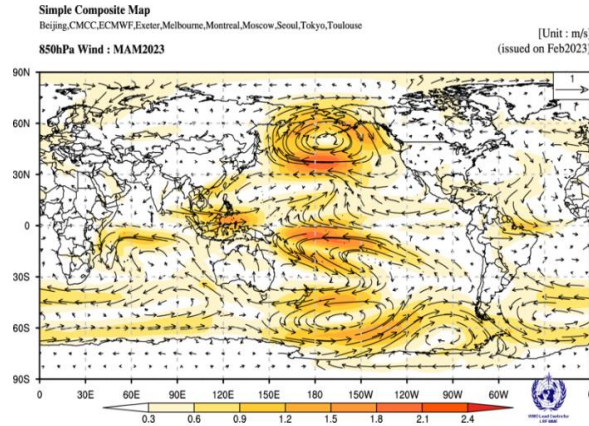 Simple Composite Map
Beijing,CMCC,ECMWF,Exeter,Melbourne,Montreal,Moscow,Seoul,Tokyo,Toulouse
[Unit : m/s]
850hPa Wind : MAM2023
(issued on Feb2023)
1
90N
60N
30N
0
30S
60S
90S
0 30E 60E 90E 120E 150E 180 150W 120W 90W 60W
0.3 0.6 0.9 1.2 1.5 1.8 2.1 2.4